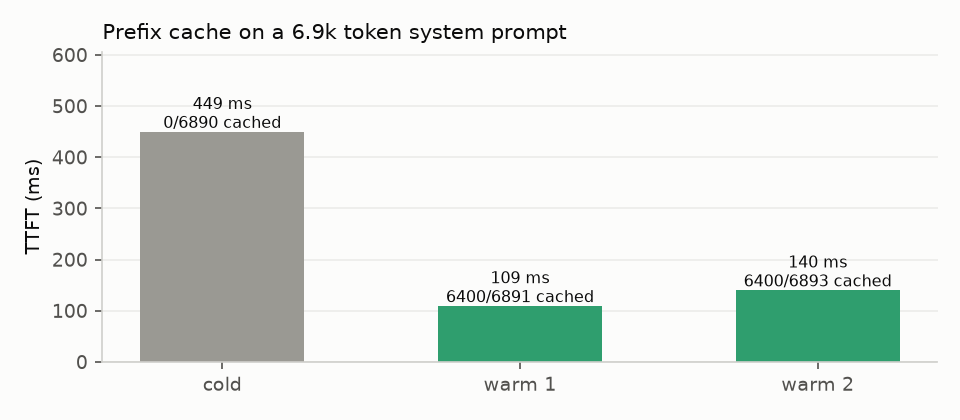 Prefix cache on a 6.9k token system prompt
TTFT (ms)
600
500
400
300
200
100
0
449 ms
0/6890 cached
109 ms
6400/6891 cached
140 ms
6400/6893 cached
cold
warm 1
warm 2